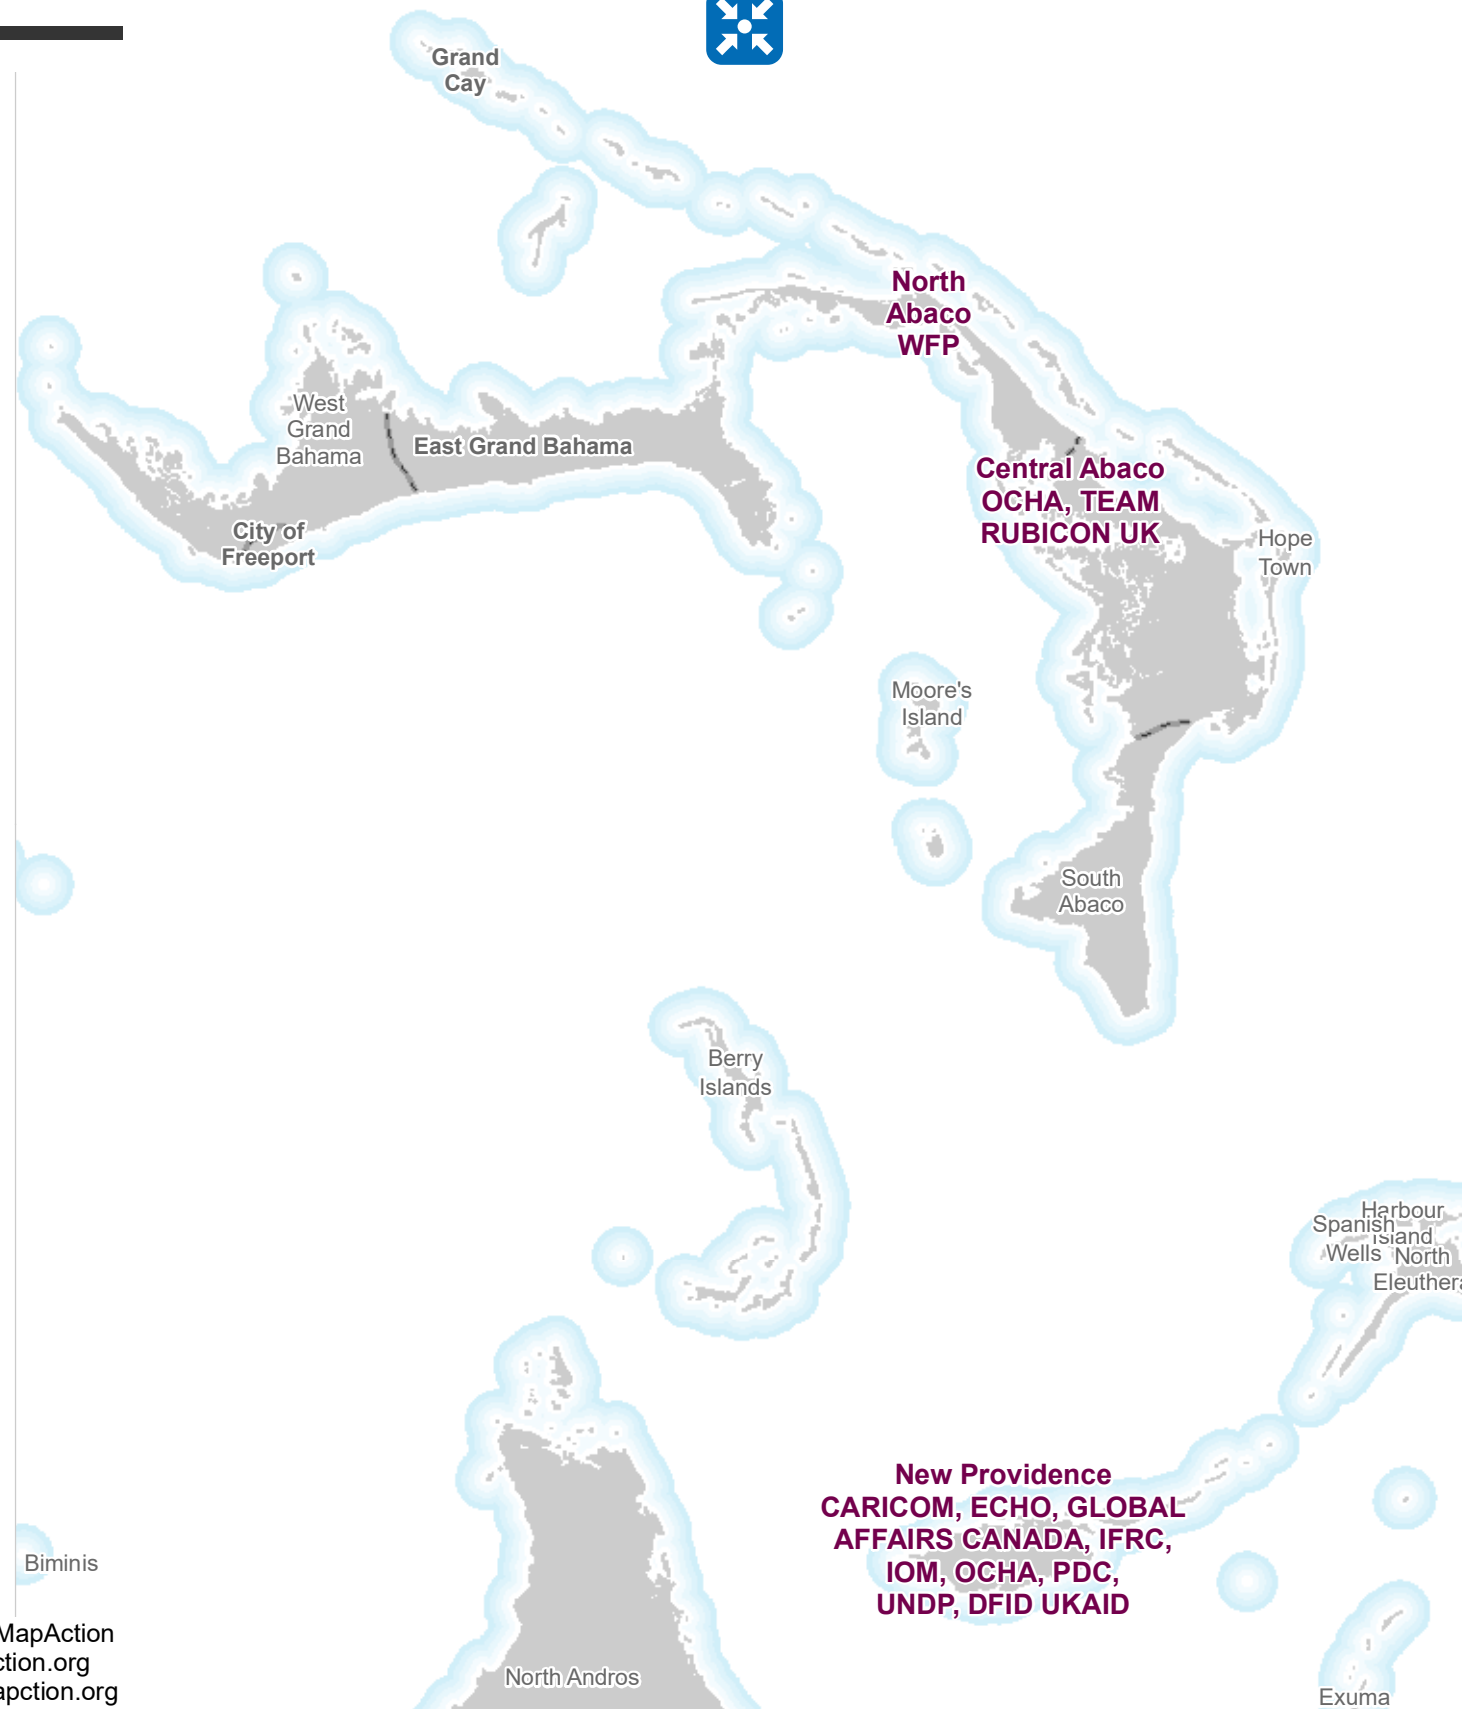 Grand
Cay
North
Abaco
WFP
West
Grand
Bahama
East Grand Bahama
Central Abaco
OCHA, TEAM
RUBICON UK
City of
Freeport
Hope
Town
Moore's
Island
South
Abaco
Berry
Islands
Harbour
Island
Spanish
Wells
North
Eleuthera
New Providence
CARICOM, ECHO, GLOBAL
AFFAIRS CANADA, IFRC,
IOM, OCHA, PDC,
UNDP, DFID UKAID
Biminis
MapAction
ction.org
apction.org
North Andros
Exuma